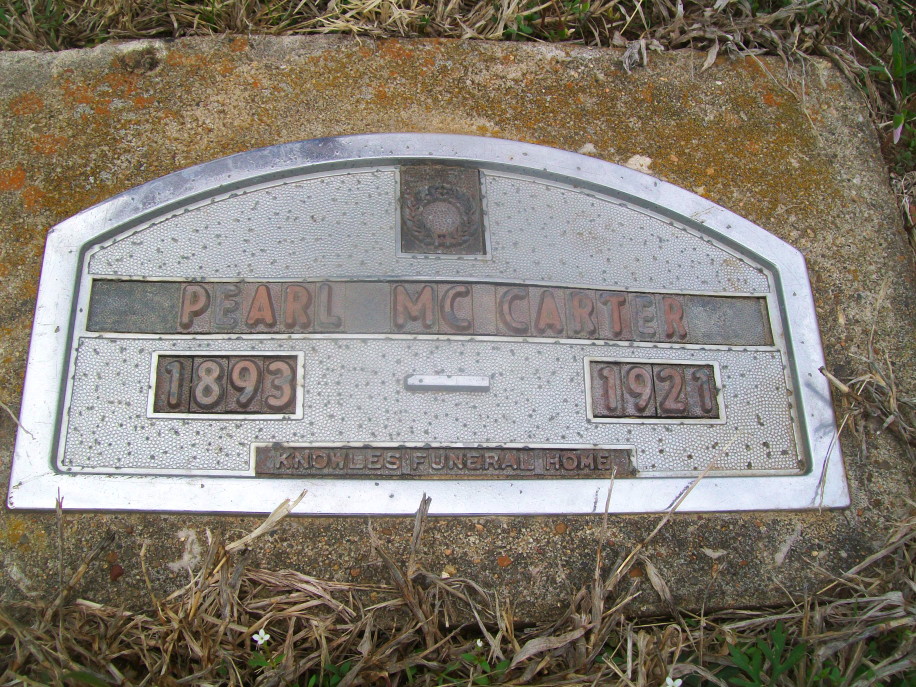 PEARL MC CARTER
1893 — 1921
KNOWLES FUNERAL HOME